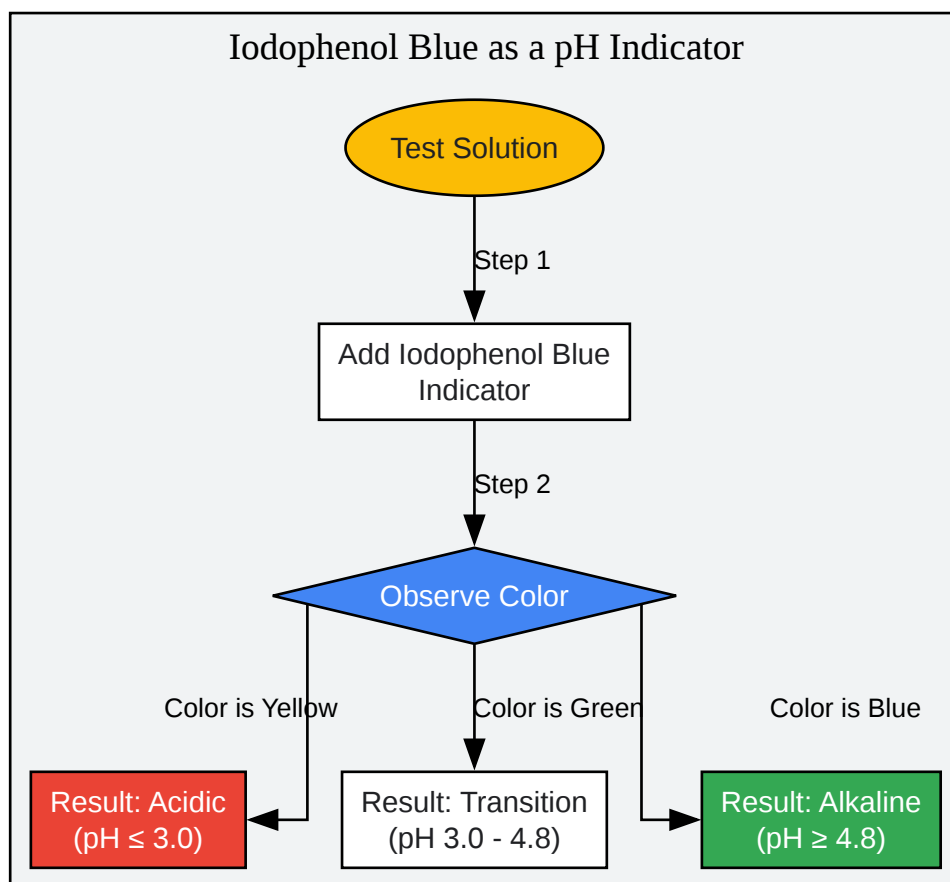 Iodophenol Blue as a pH Indicator
Test Solution
Step 1
Add Iodophenol Blue
Indicator
Step 2
Observe Color
Color is Yellow
Color is Green
Color is Blue
Result: Acidic
(pH ≤ 3.0)
Result: Transition
(pH 3.0 - 4.8)
Result: Alkaline
(pH ≥ 4.8)